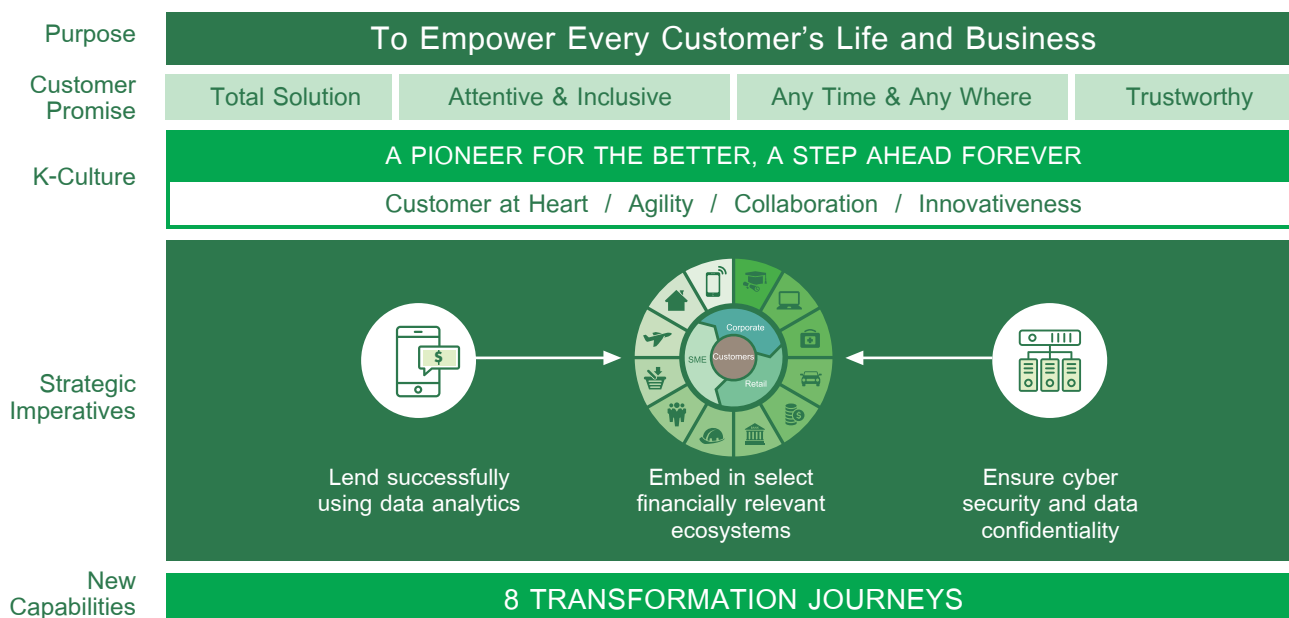 Purpose
To Empower Every Customer’s Life and Business
Customer
Promise
Total Solution
Attentive & Inclusive
Any Time & Any Where
Trustworthy
K-Culture
A PIONEER FOR THE BETTER, A STEP AHEAD FOREVER
Customer at Heart / Agility / Collaboration / Innovativeness
Strategic
Imperatives
$
Corporate
SME
Customers
Retail
$
Lend successfully
using data analytics
Embed in select
financially relevant
ecosystems
Ensure cyber
security and data
confidentiality
New
Capabilities
8 TRANSFORMATION JOURNEYS